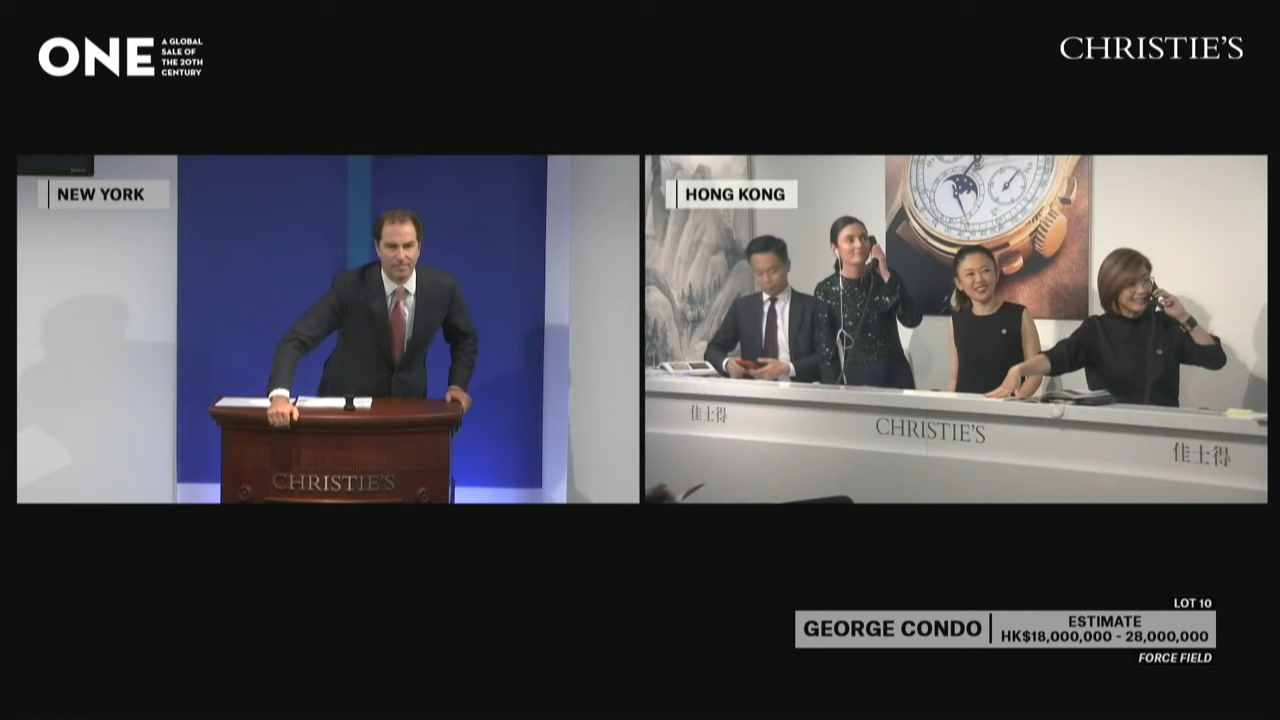 ONE
A GLOBAL
SALE OF
THE 20TH
CENTURY
CHRISTIE'S
NEW YORK
HONG KONG
CHRISTIE'S
佳士得
CHRISTIE'S
佳士得
LOT 10
GEORGE CONDO
ESTIMATE
HK$18,000,000 - 28,000,000
FORCE FIELD